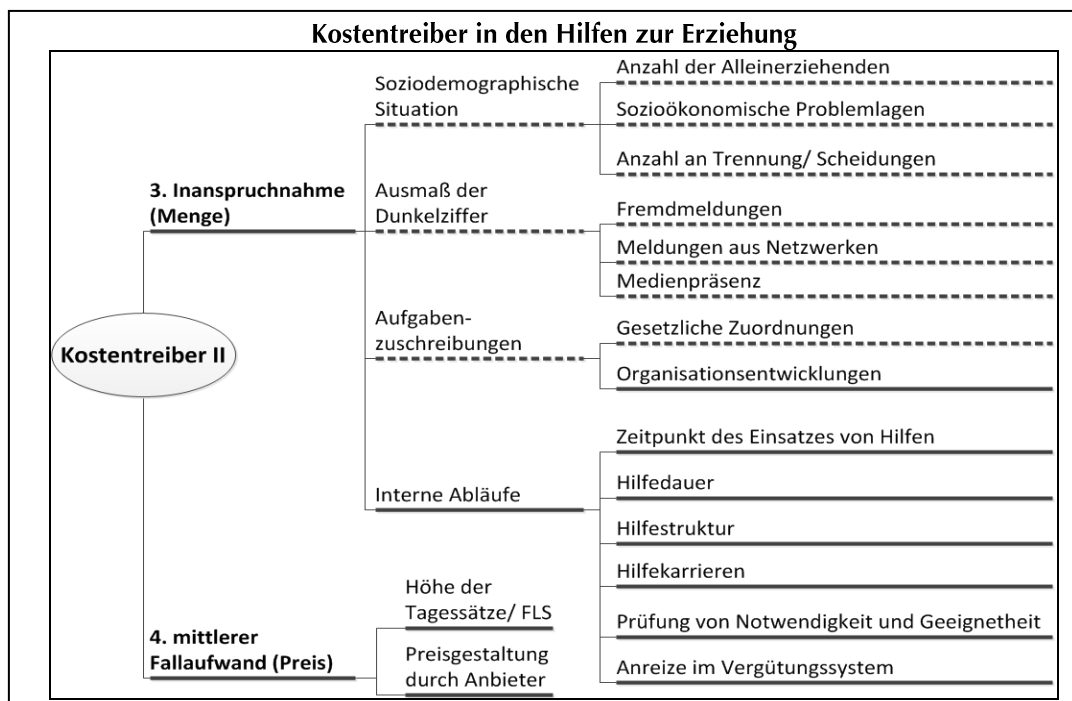 Kostentreiber in den Hilfen zur Erziehung
Kostentreiber II
3. Inanspruchnahme
(Menge)
Soziodemographische
Situation
Anzahl der Alleinerziehenden
Sozioökonomische Problemlagen
Anzahl an Trennung/ Scheidungen
Ausmaß der
Dunkelziffer
Fremdmeldungen
Meldungen aus Netzwerken
Medienpräsenz
Aufgaben-
zuschreibungen
Gesetzliche Zuordnungen
Organisationsentwicklungen
Interne Abläufe
Zeitpunkt des Einsatzes von Hilfen
Hilfedauer
Hilfestruktur
Hilfekarrieren
Prüfung von Notwendigkeit und Geeignetheit
Anreize im Vergütungssystem
4. mittlerer
Fallaufwand (Preis)
Höhe der
Tagessätze/ FLS
Preisgestaltung
durch Anbieter